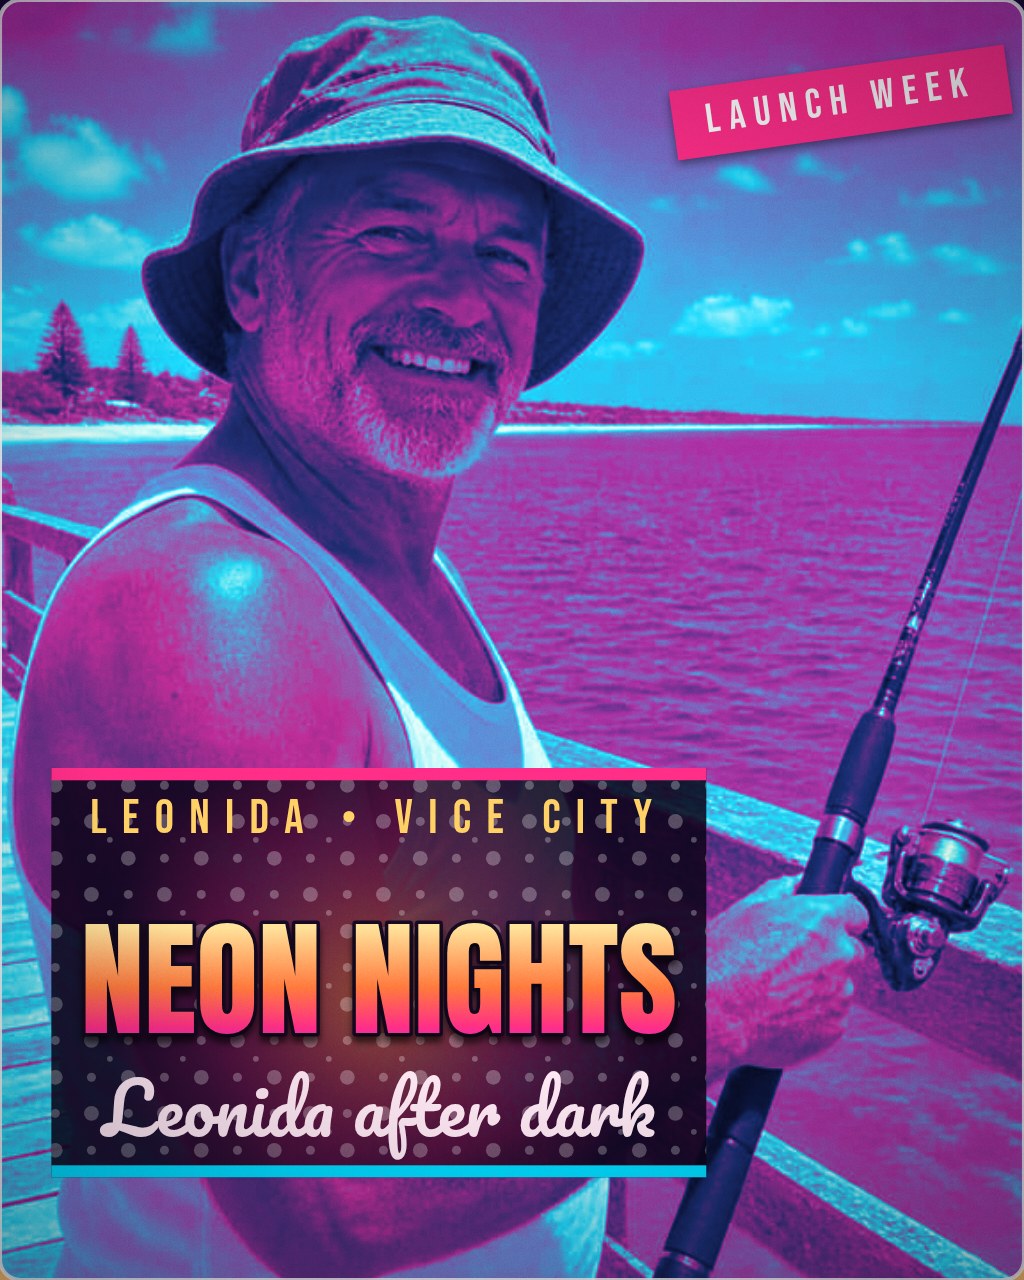 LAUNCH WEEK
LEONIDA • VICE CITY
NEON NIGHTS
Leonida after dark